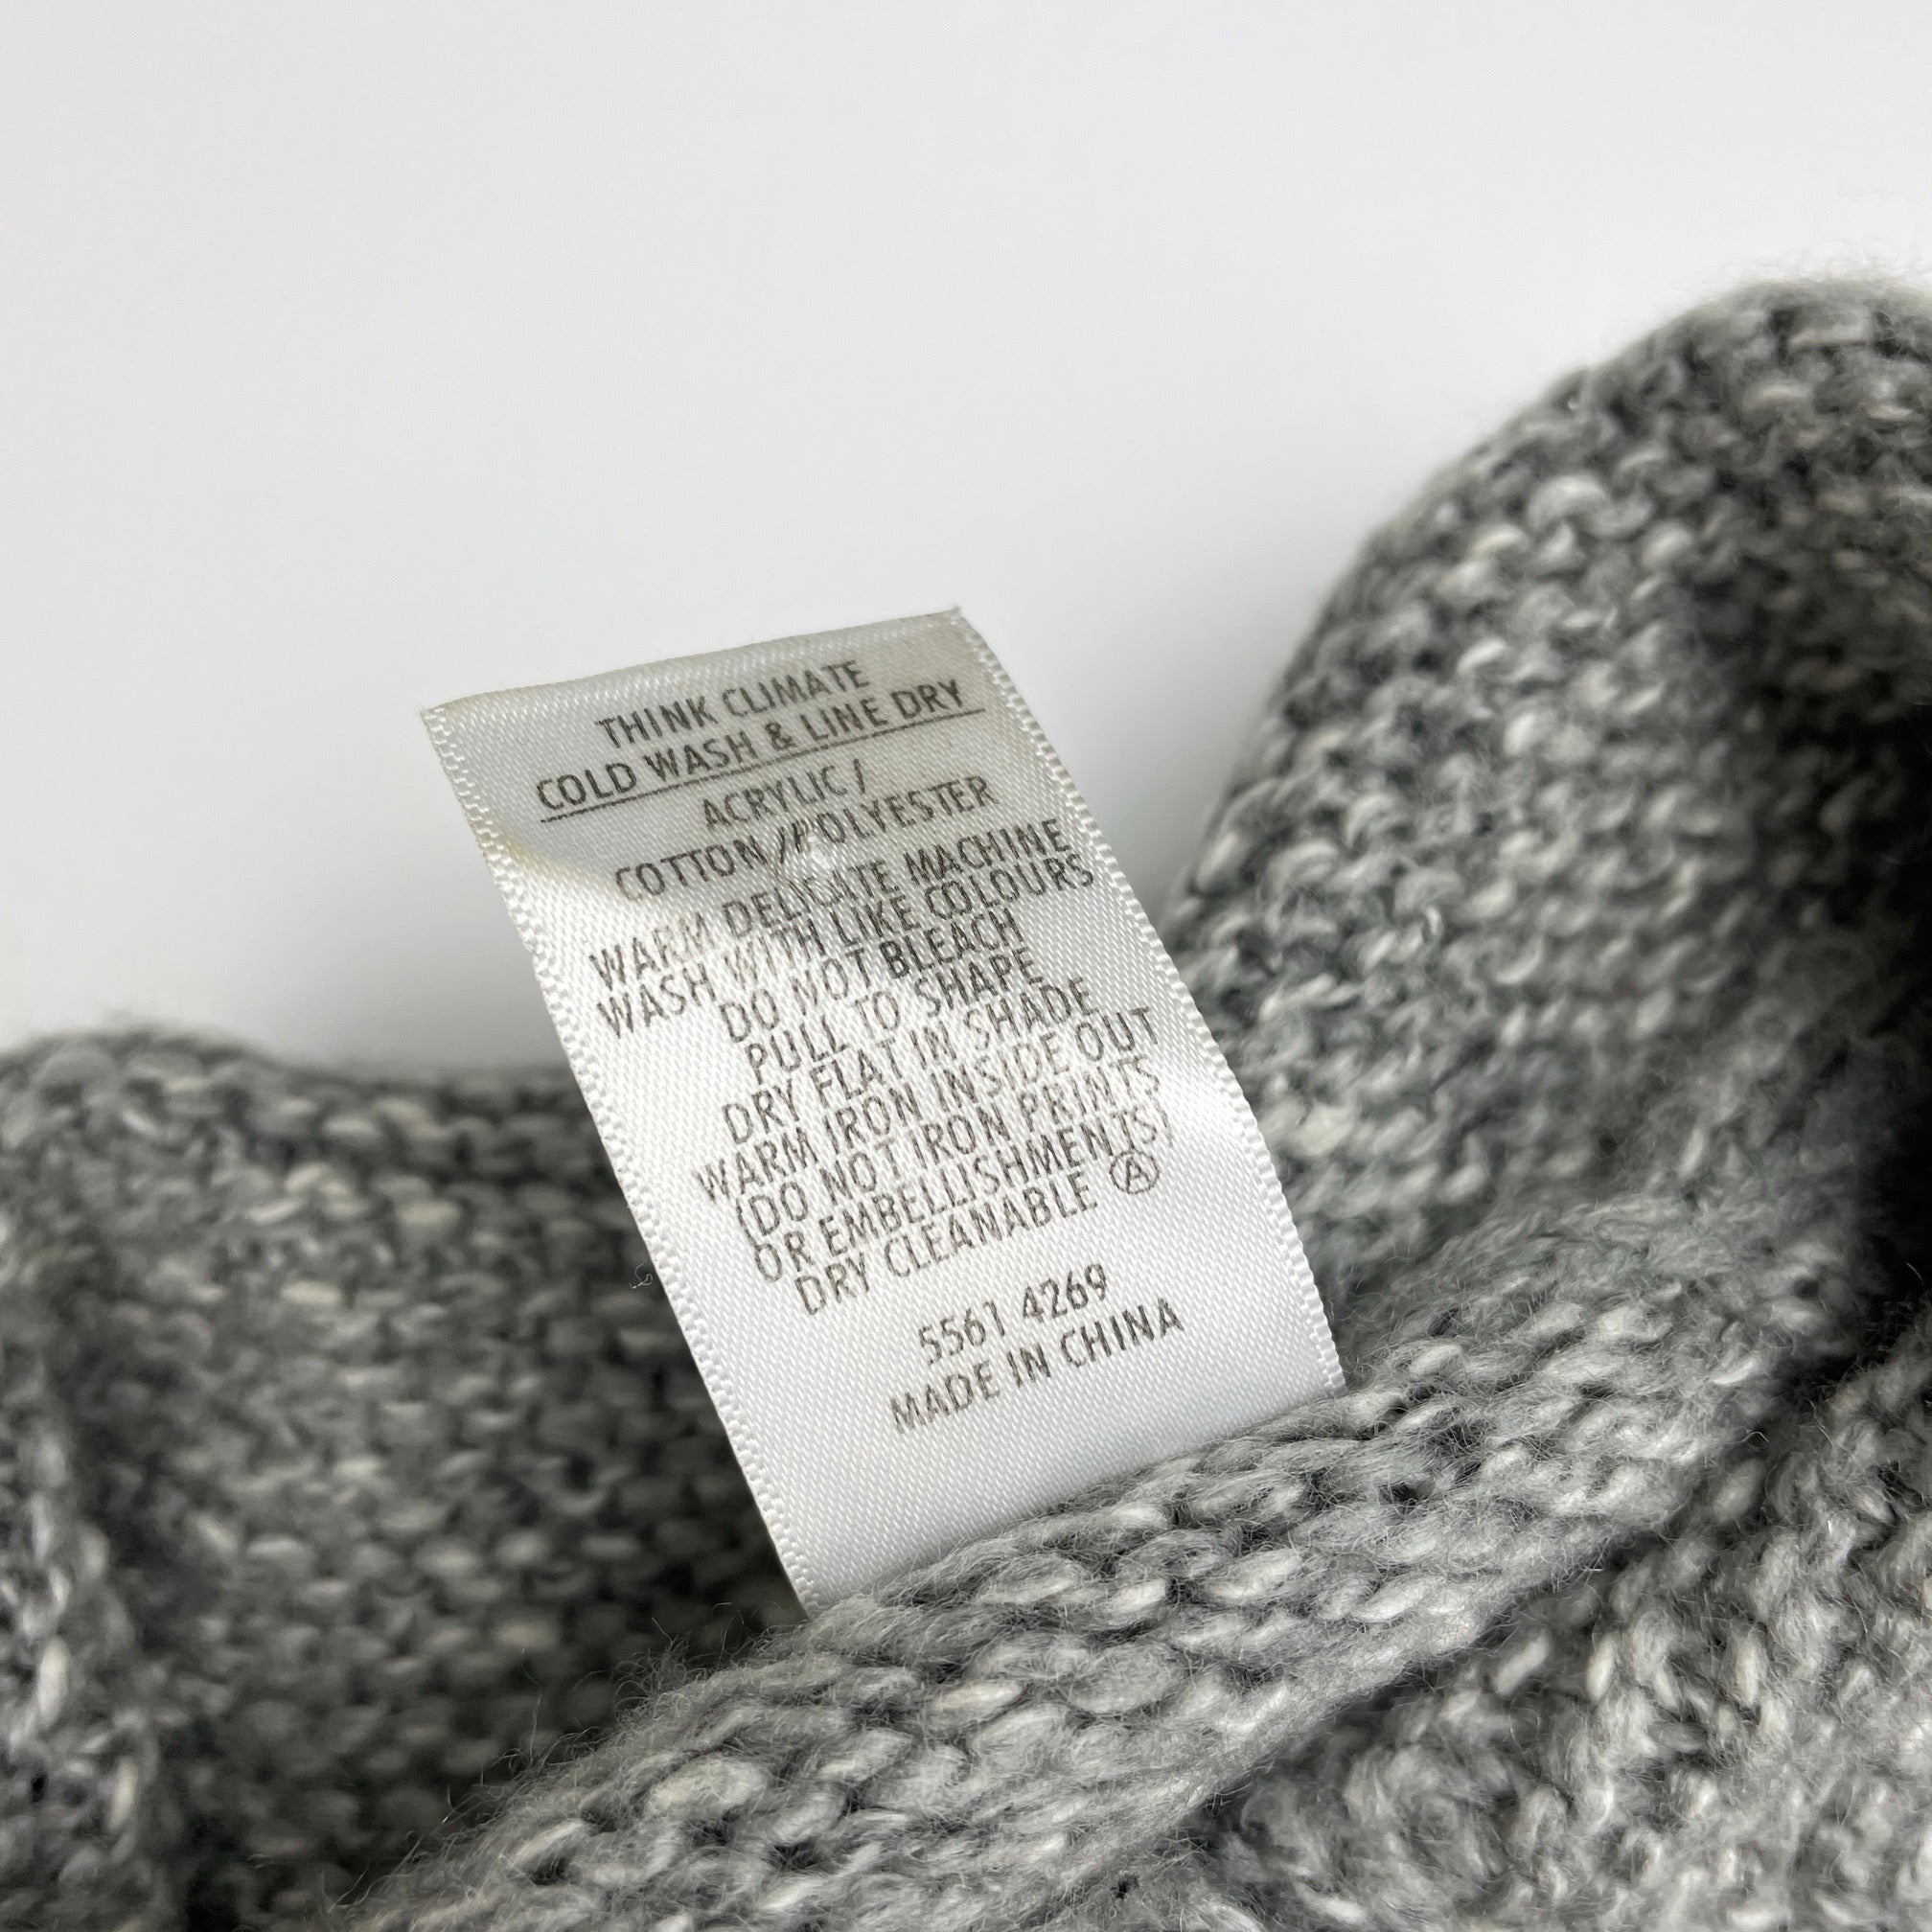 THINK CLIMATE
COLD WASH & LINE DRY
ACRYLIC /
COTTON / POLYESTER
WARM DELICATE MACHINE
WASH WITH LIKE COLOURS
DO NOT BLEACH
PULL TO SHAPE
DRY FLAT IN SHADE
WARM IRON INSIDE OUT
(DO NOT IRON PRINTS
OR EMBELLISHMENTS)
DRY CLEANABLE Ⓐ
5561 4269
MADE IN CHINA